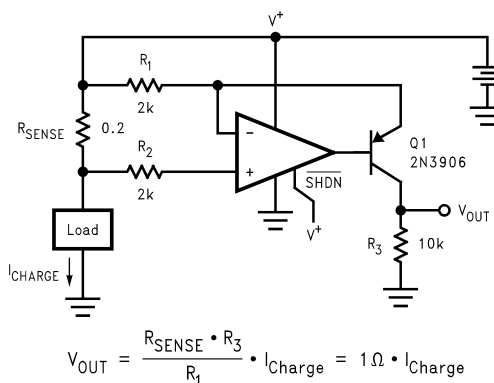 V+
R1
2k
RSENSE
0.2
R2
2k
−
+
SHDN
V+
Q1
2N3906
VOUT
R3
10k
Load
ICHARGE
VOUT = RSENSE • R3 / R1 • ICharge = 1Ω • ICharge